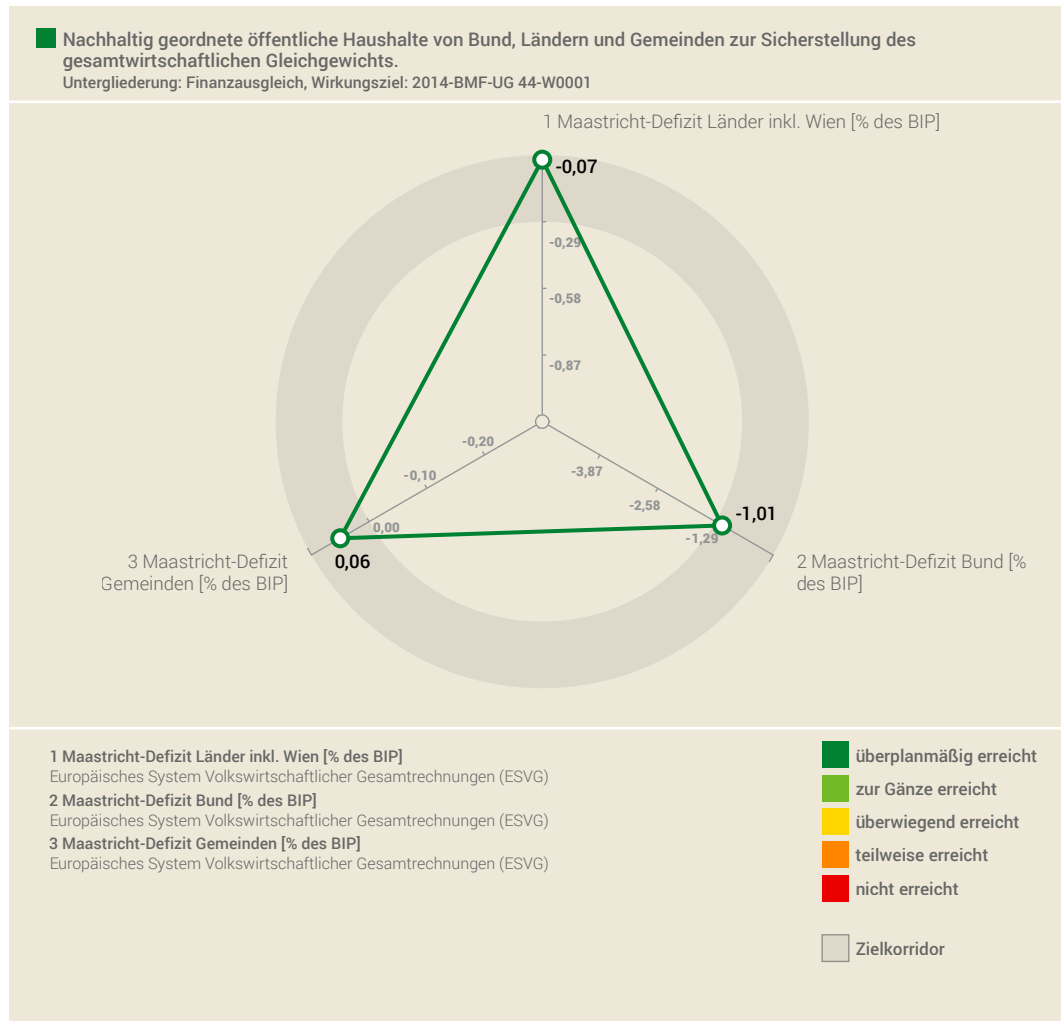 Nachhaltig geordnete öffentliche Haushalte von Bund, Ländern und Gemeinden zur Sicherstellung des
gesamtwirtschaftlichen Gleichgewichts.
Untergliederung: Finanzausgleich, Wirkungsziel: 2014-BMF-UG 44-W0001
1 Maastricht-Defizit Länder inkl. Wien [% des BIP]
-0,07
-0,29
-0,58
-0,87
-0,20
-0,10
0,00
-3,87
-2,58
-1,29
-1,01
0,06
3 Maastricht-Defizit
Gemeinden [% des BIP]
2 Maastricht-Defizit Bund [%
des BIP]
1 Maastricht-Defizit Länder inkl. Wien [% des BIP]
Europäisches System Volkswirtschaftlicher Gesamtrechnungen (ESVG)
2 Maastricht-Defizit Bund [% des BIP]
Europäisches System Volkswirtschaftlicher Gesamtrechnungen (ESVG)
3 Maastricht-Defizit Gemeinden [% des BIP]
Europäisches System Volkswirtschaftlicher Gesamtrechnungen (ESVG)
überplanmäßig erreicht
zur Gänze erreicht
überwiegend erreicht
teilweise erreicht
nicht erreicht
Zielkorridor